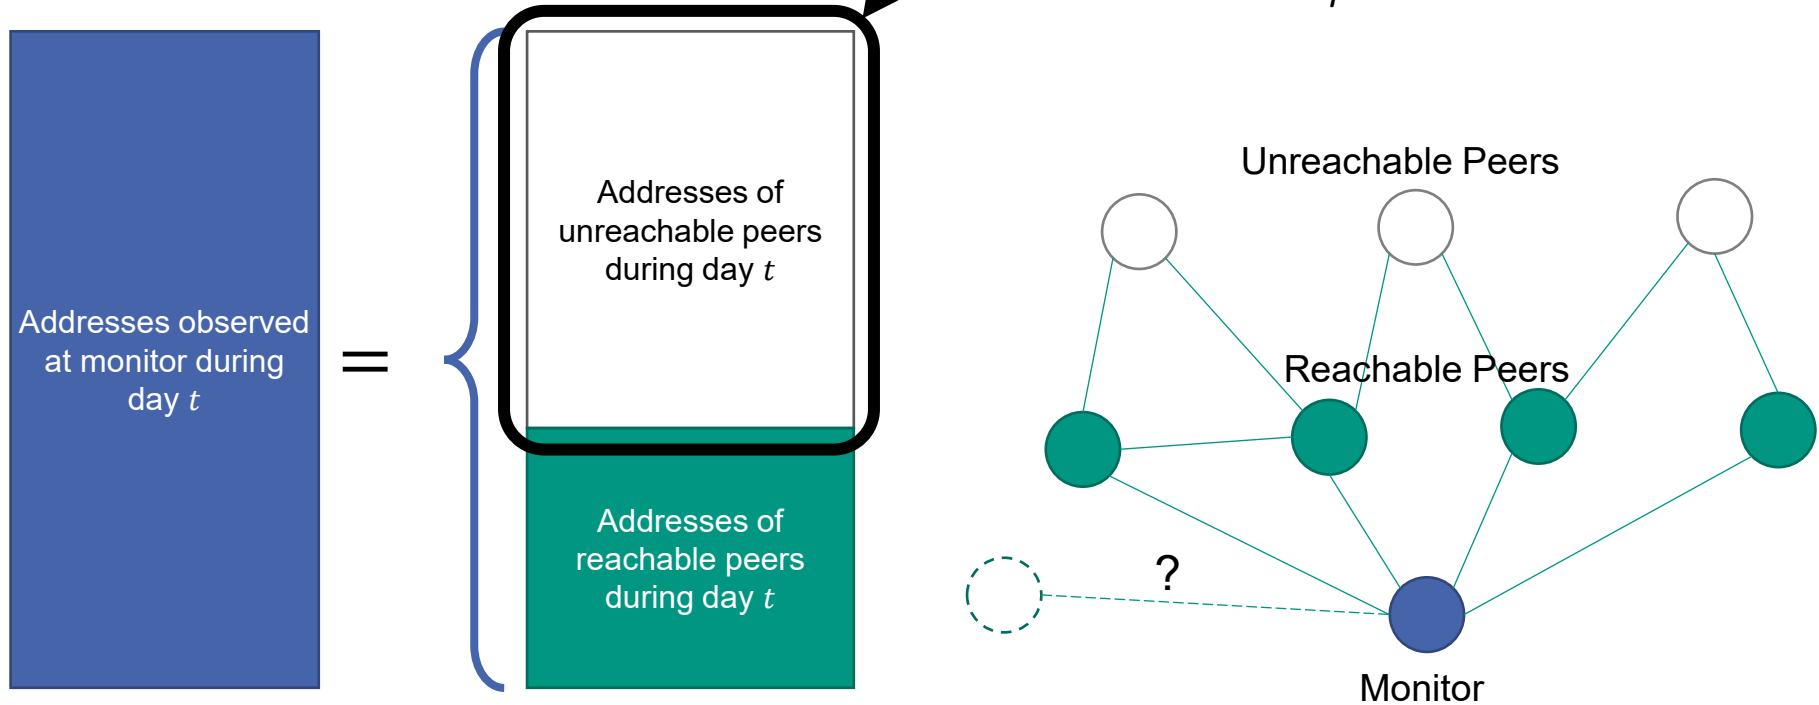 Addresses observed
at monitor during
day t
=
Addresses of
unreachable peers
during day t
Addresses of
reachable peers
during day t
Unreachable Peers
Reachable Peers
?
Monitor